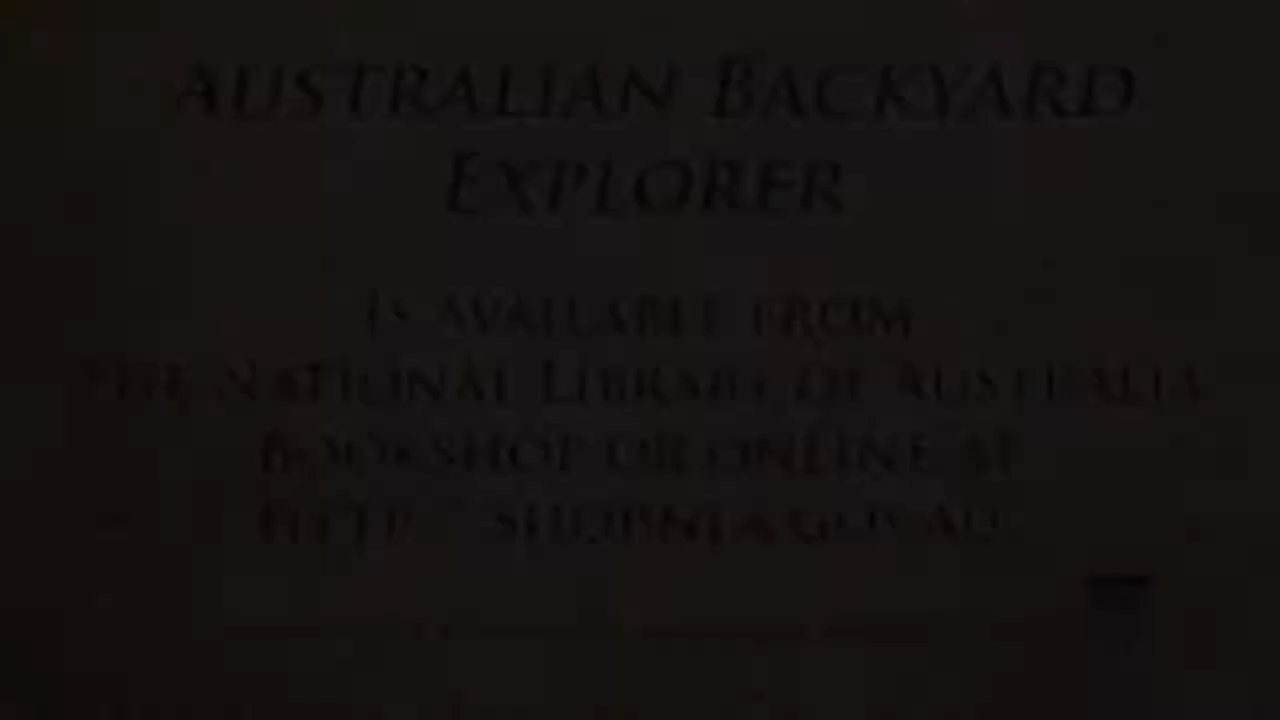 AUSTRALIAN BACKYARD
EXPLORER
IS AVAILABLE FROM
THE NATIONAL LIBRARY OF AUSTRALIA
BOOKSHOP OR ONLINE AT